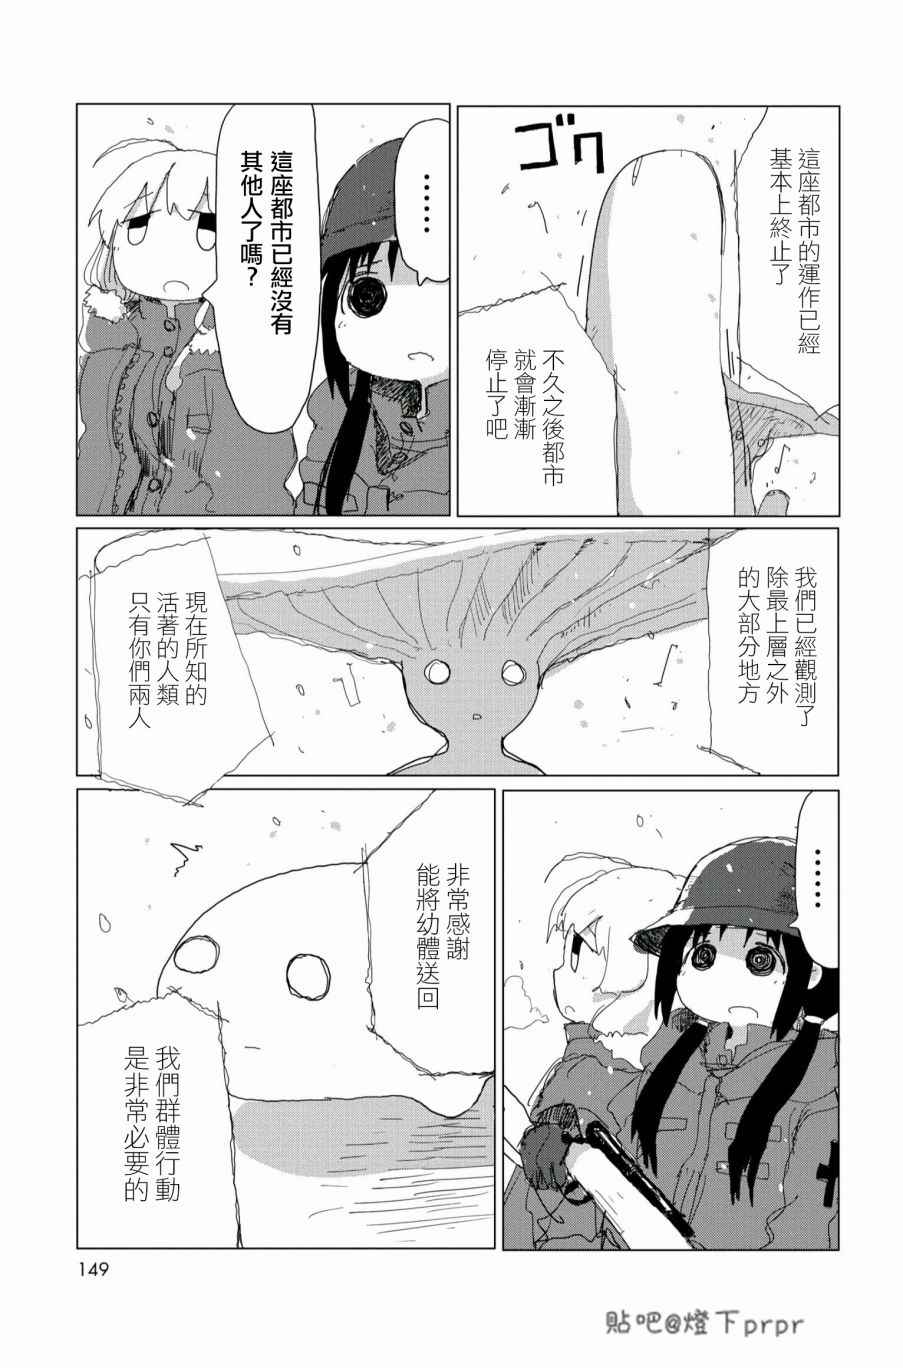 這座都市的運作已經
基本上終止了
ゴク
不久之後都市
就會漸漸
停止了吧
……
這座都市已經沒有
其他人了嗎？
我們已經觀測了
除最上層之外
的大部分地方
現在所知的
活著的人類
只有你們兩人
……
非常感謝
能將幼體送回
我們群體行動
是非常必要的
149
貼吧@燈下prpr